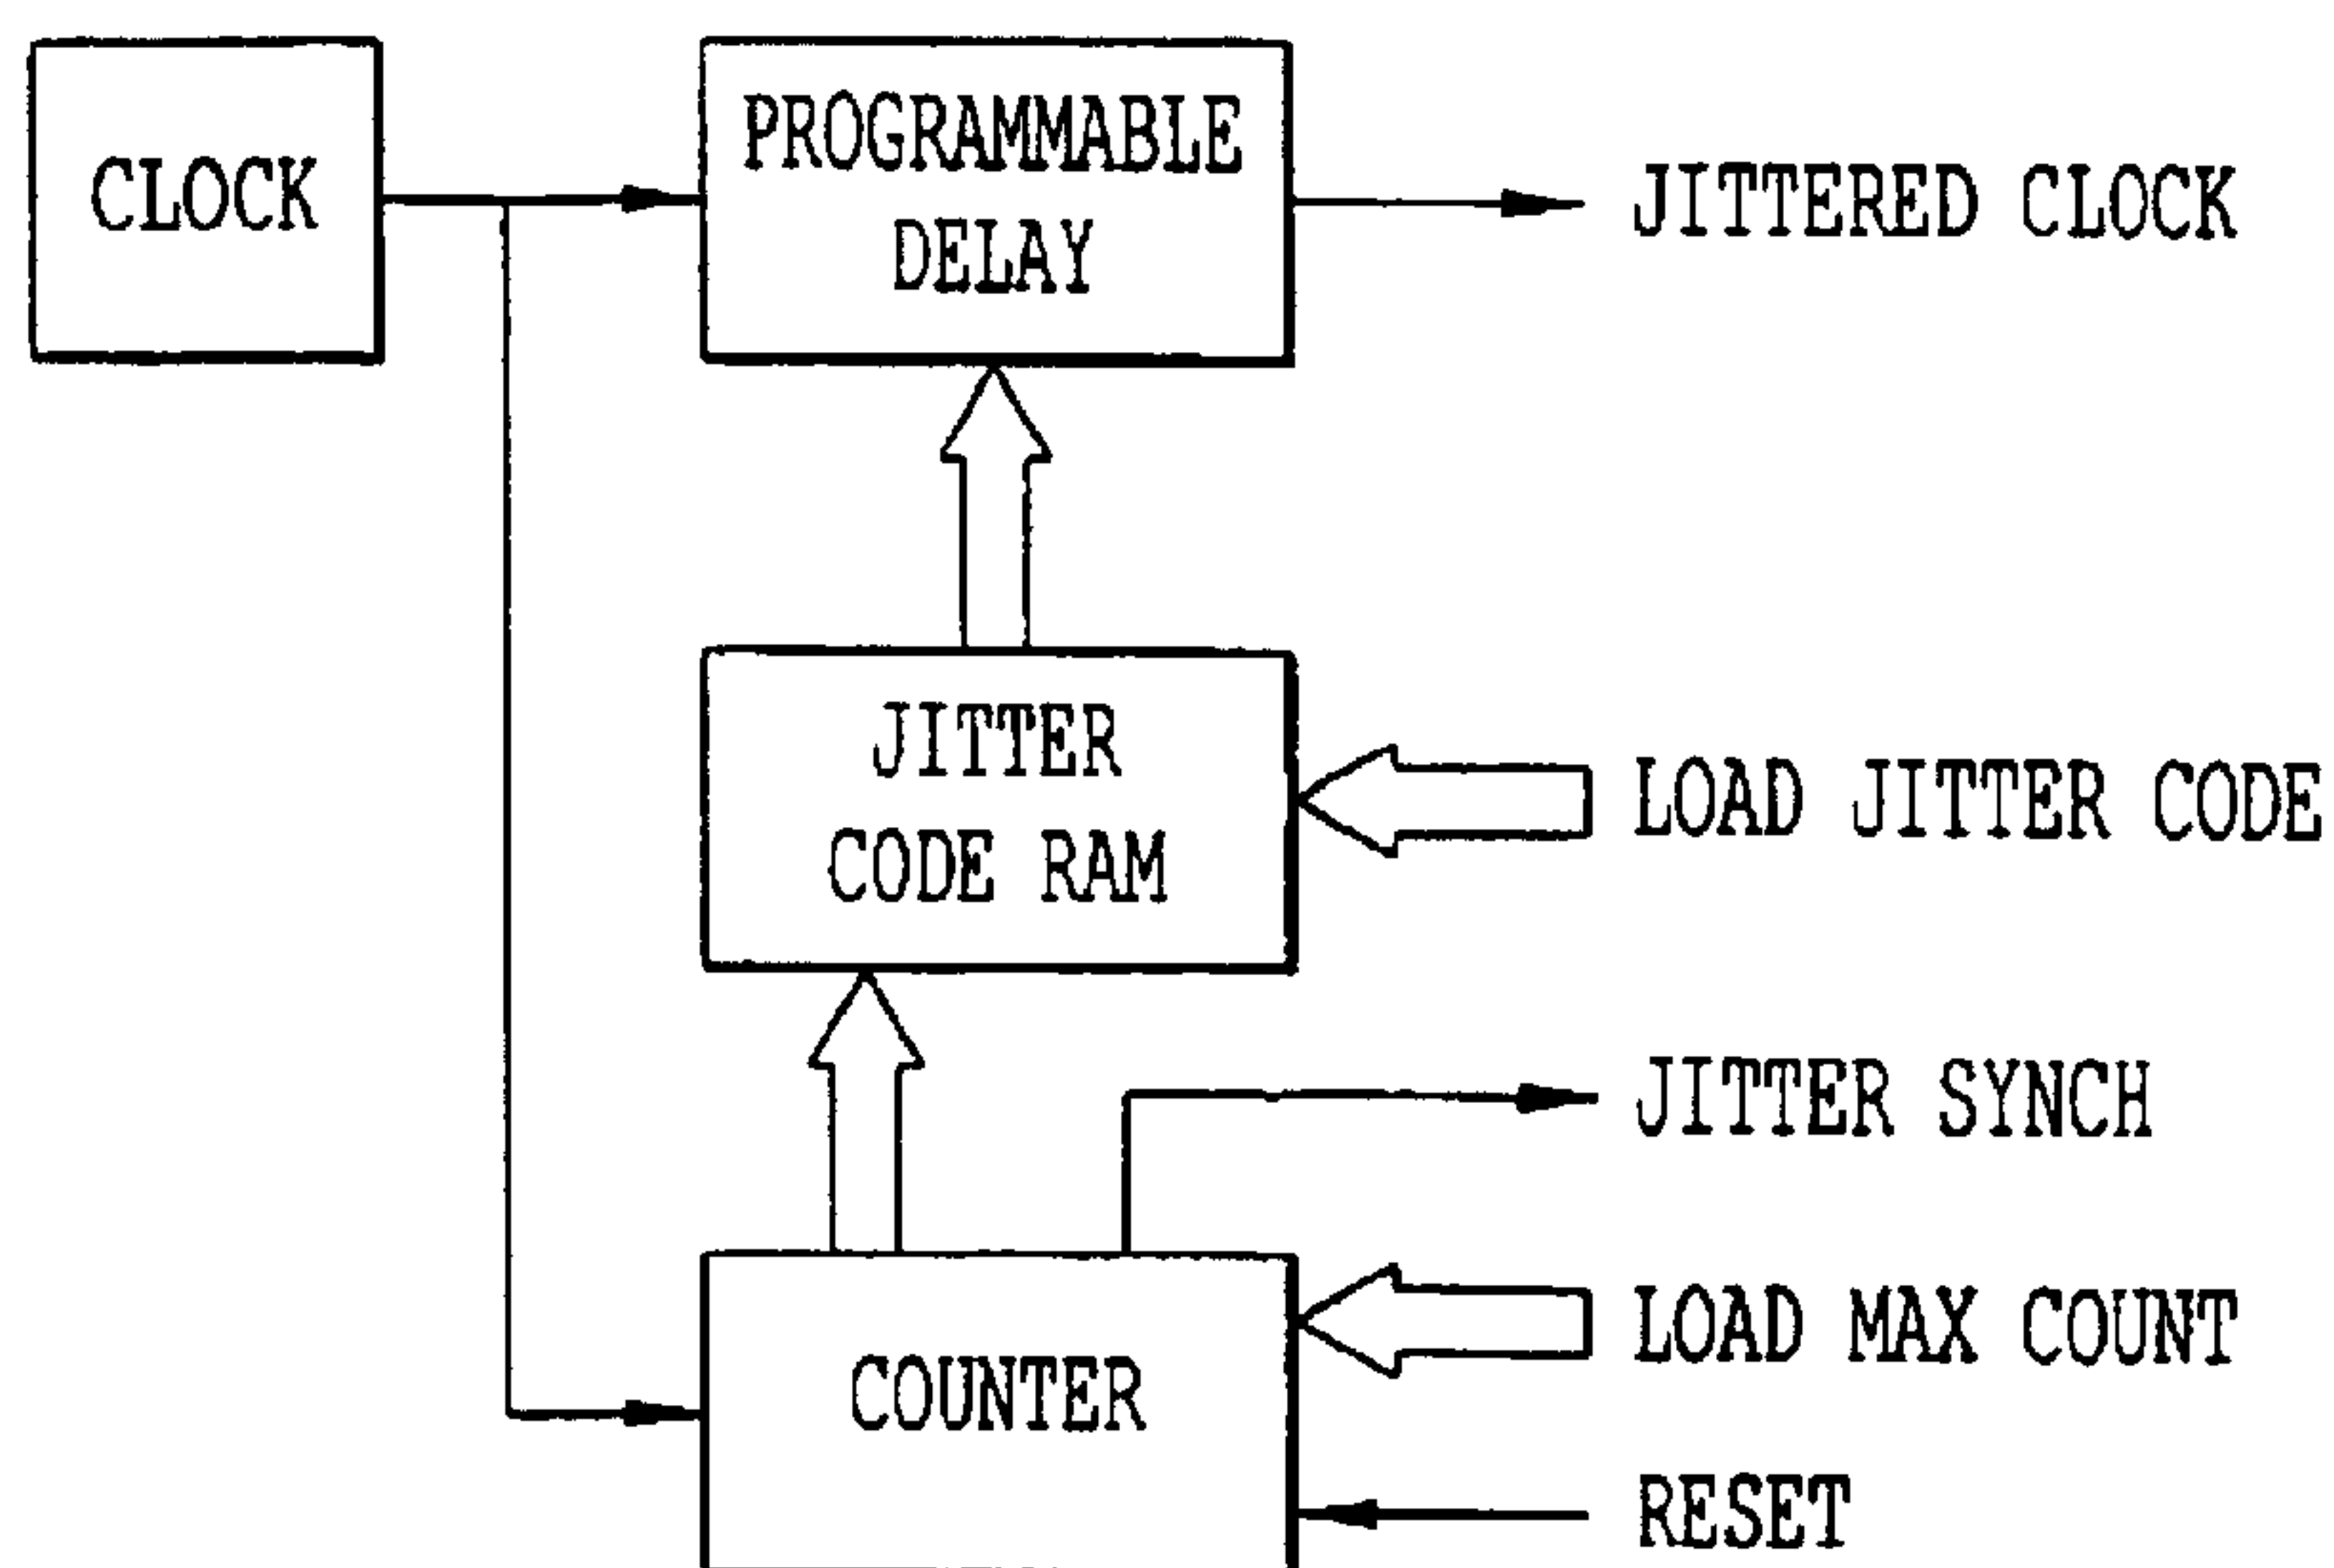 CLOCK
PROGRAMMABLE
DELAY
JITTERED CLOCK
JITTER
CODE RAM
LOAD JITTER CODE
JITTER SYNCH
COUNTER
LOAD MAX COUNT
RESET